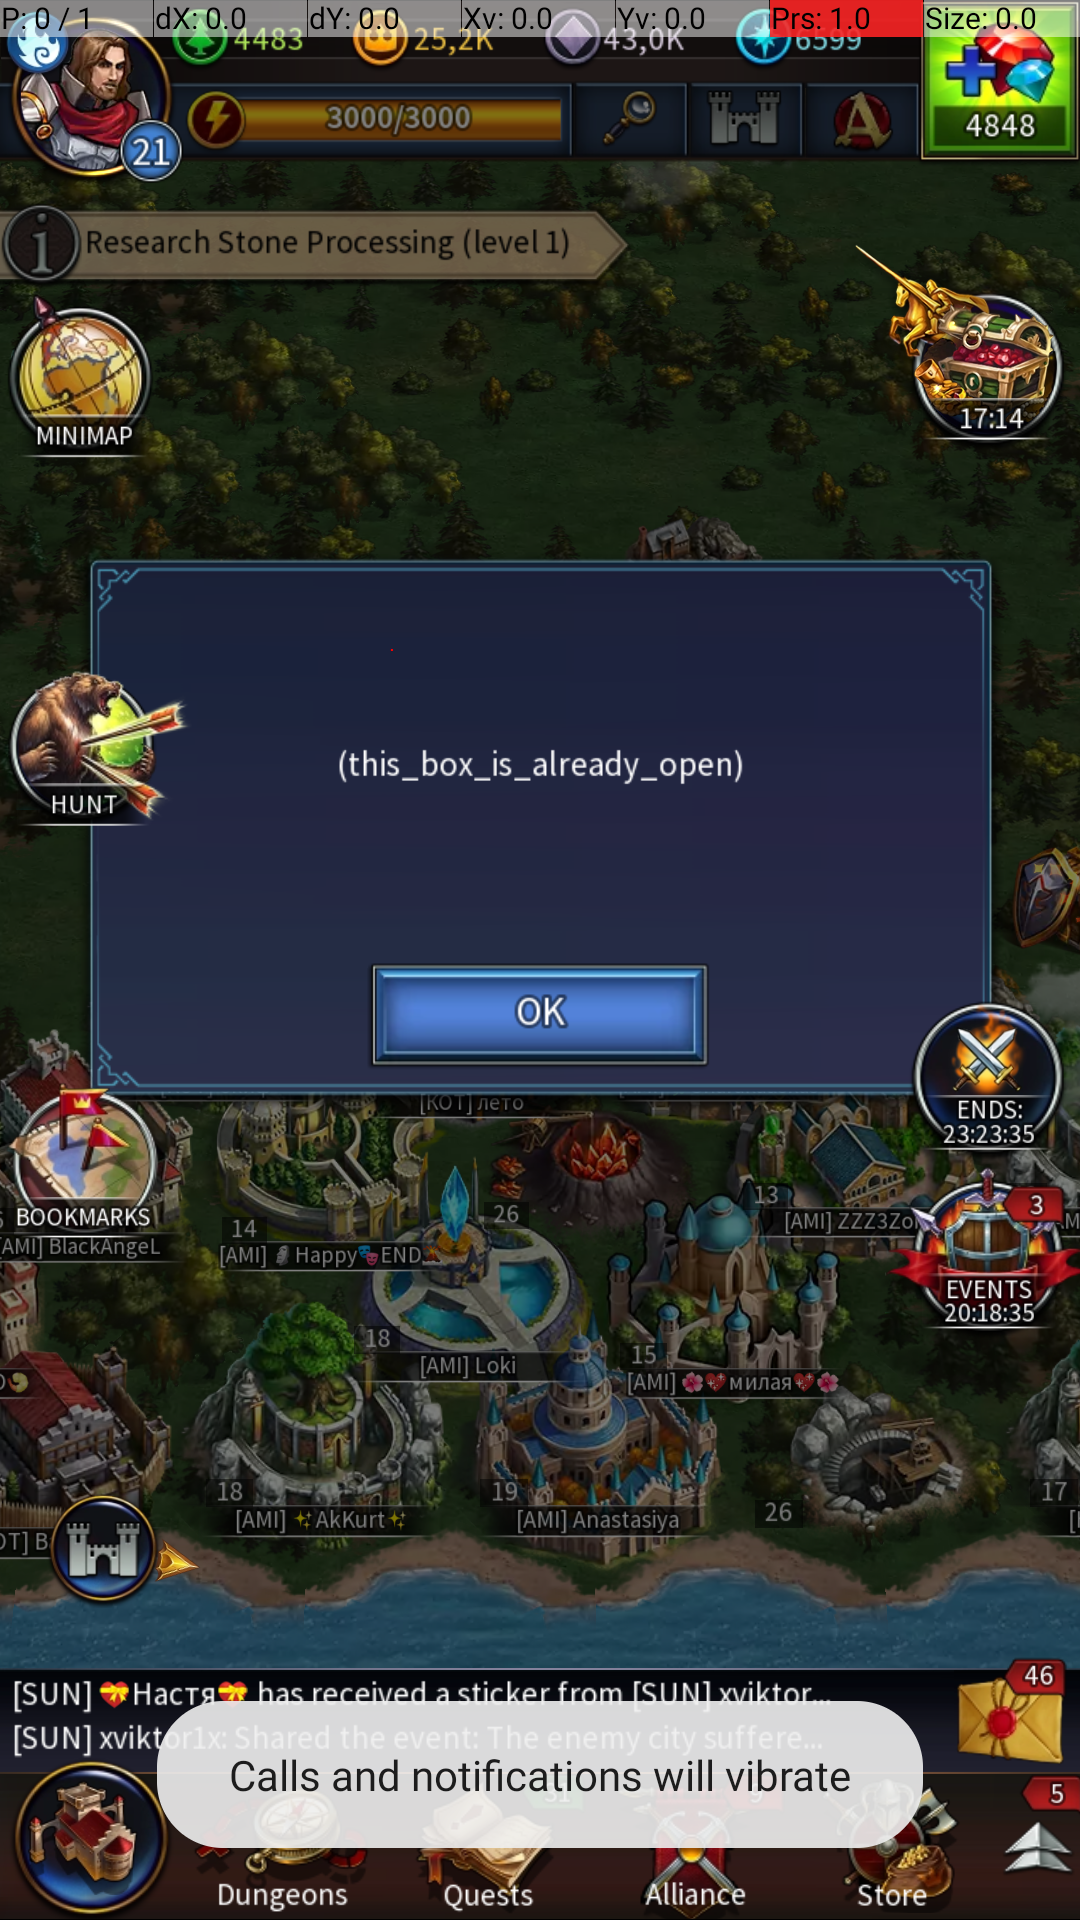 P: 0 / 1 dX: 0.0 dY: 0.0 Xv: 0.0 Yv: 0.0 Prs: 1.0 Size: 0.0
4483 25,2K 43,0K 6599
3000/3000
4848
21
Research Stone Processing (level 1)
MINIMAP
17:14
(this_box_is_already_open)
HUNT
OK
ENDS:
23:23:35
[КОТ] лето
BOOKMARKS
[AMI] BlackAngeL
14
[AMI] Happy END
26
13
[AMI] ZZZ3Zo
3
EVENTS
20:18:35
18
[AMI] Loki
15
[AMI] милая
18
[AMI] AkKurt
19
[AMI] Anastasiya
26
17
[SUN] Настя has received a sticker from [SUN] xviktor...
46
[SUN] xviktor1x: Shared the event: The enemy city suffere...
Calls and notifications will vibrate
31
9
5
Dungeons
Quests
Alliance
Store